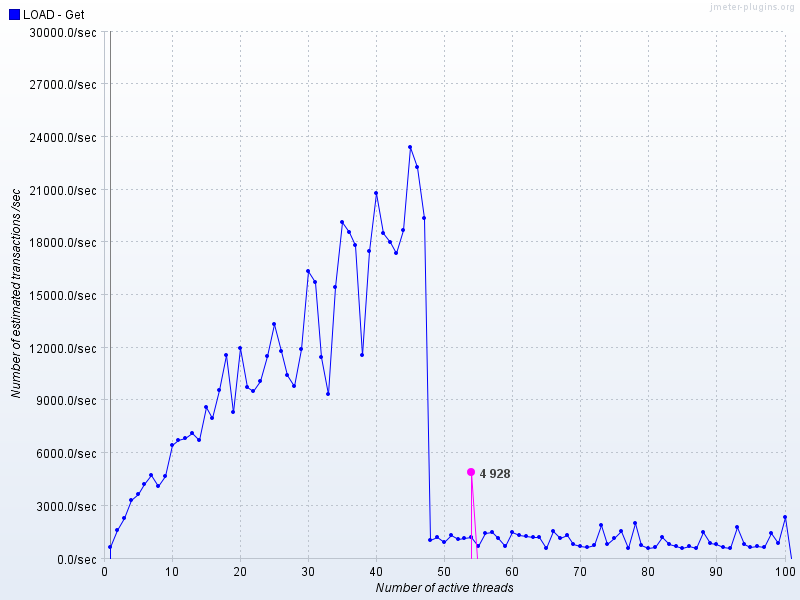 jmeter-plugins.org
LOAD - Get
30000.0/sec
27000.0/sec
24000.0/sec
21000.0/sec
18000.0/sec
15000.0/sec
12000.0/sec
9000.0/sec
6000.0/sec
3000.0/sec
0.0/sec
Number of estimated transactions /sec
4 928
0 10 20 30 40 50 60 70 80 90 100
Number of active threads